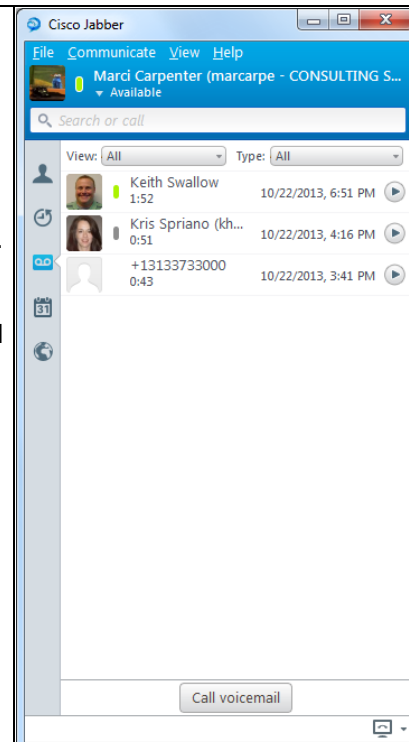 Cisco Jabber
File Communicate View Help
Marci Carpenter (marcarpe - CONSULTING S...
Available
Search or call
View: All Type: All
Keith Swallow
1:52 10/22/2013, 6:51 PM
Kris Spriano (kh...
0:51 10/22/2013, 4:16 PM
+13133733000
0:43 10/22/2013, 3:41 PM
31
Call voicemail